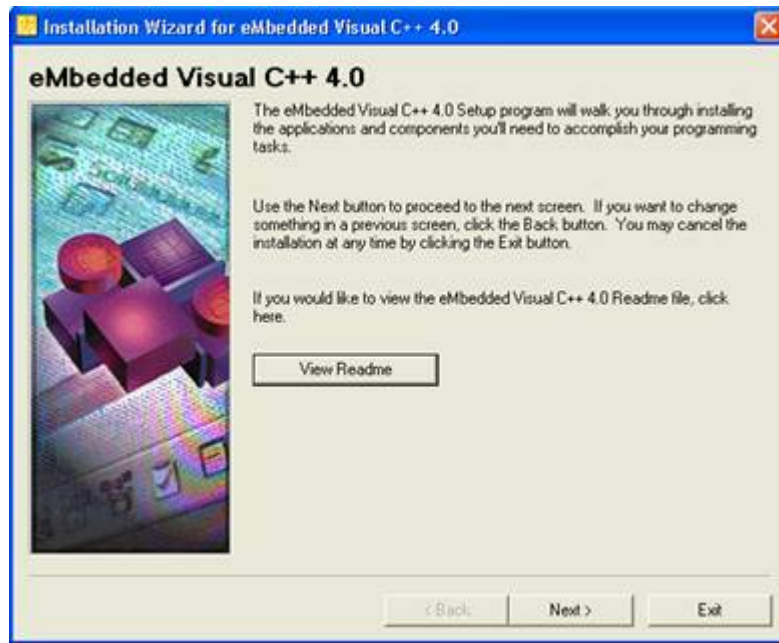 Installation Wizard for eMbedded Visual C++ 4.0
eMbedded Visual C++ 4.0
The eMbedded Visual C++ 4.0 Setup program will walk you through installing
the applications and components you'll need to accomplish your programming
tasks.
Use the Next button to proceed to the next screen. If you want to change
something in a previous screen, click the Back button. You may cancel the
installation at any time by clicking the Exit button.
If you would like to view the eMbedded Visual C++ 4.0 Readme file, click
here.
View Readme
< Back
Next >
Exit